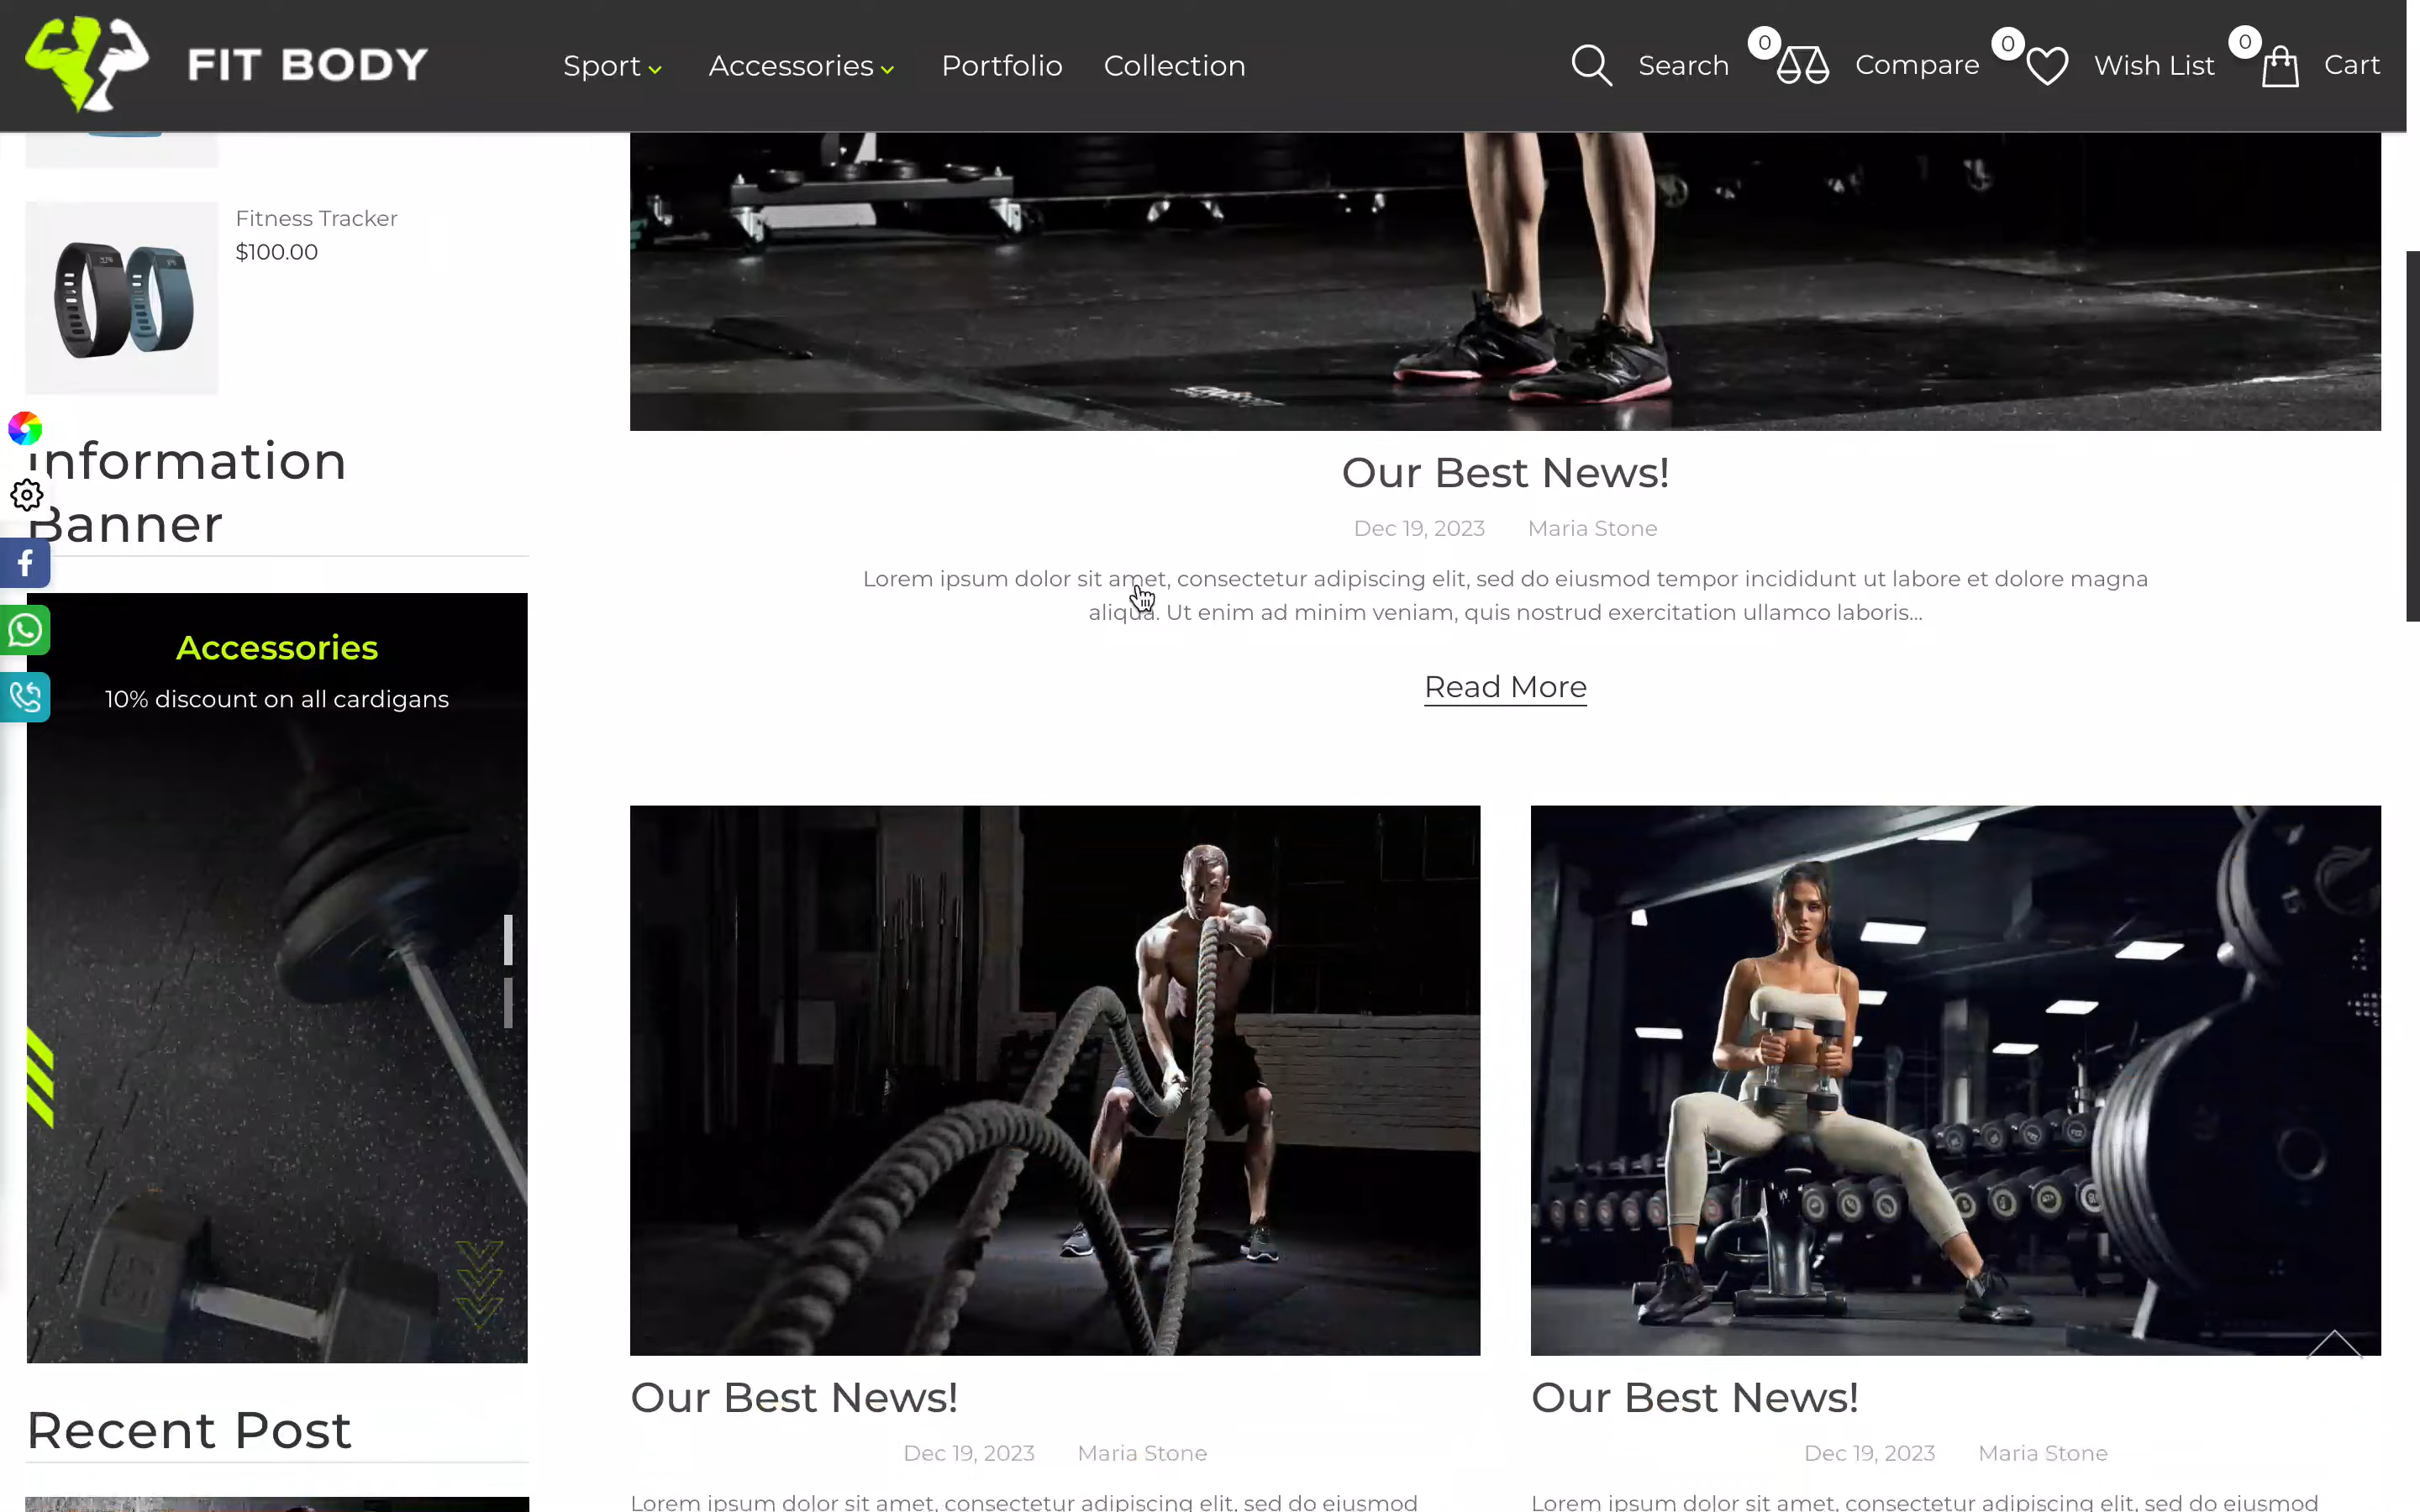 FIT BODY
Sport
Accessories
Portfolio
Collection
Search
0
Compare
0
Wish List
0
Cart
Fitness Tracker
$100.00
Information
Banner
Accessories
10% discount on all cardigans
Recent Post
Our Best News!
Dec 19, 2023 Maria Stone
Lorem ipsum dolor sit amet, consectetur adipiscing elit, sed do eiusmod tempor incididunt ut labore et dolore magna
aliqua. Ut enim ad minim veniam, quis nostrud exercitation ullamco laboris...
Read More
Our Best News!
Dec 19, 2023 Maria Stone
Lorem ipsum dolor sit amet, consectetur adipiscing elit, sed do eiusmod
Our Best News!
Dec 19, 2023 Maria Stone
Lorem ipsum dolor sit amet, consectetur adipiscing elit, sed do eiusmod